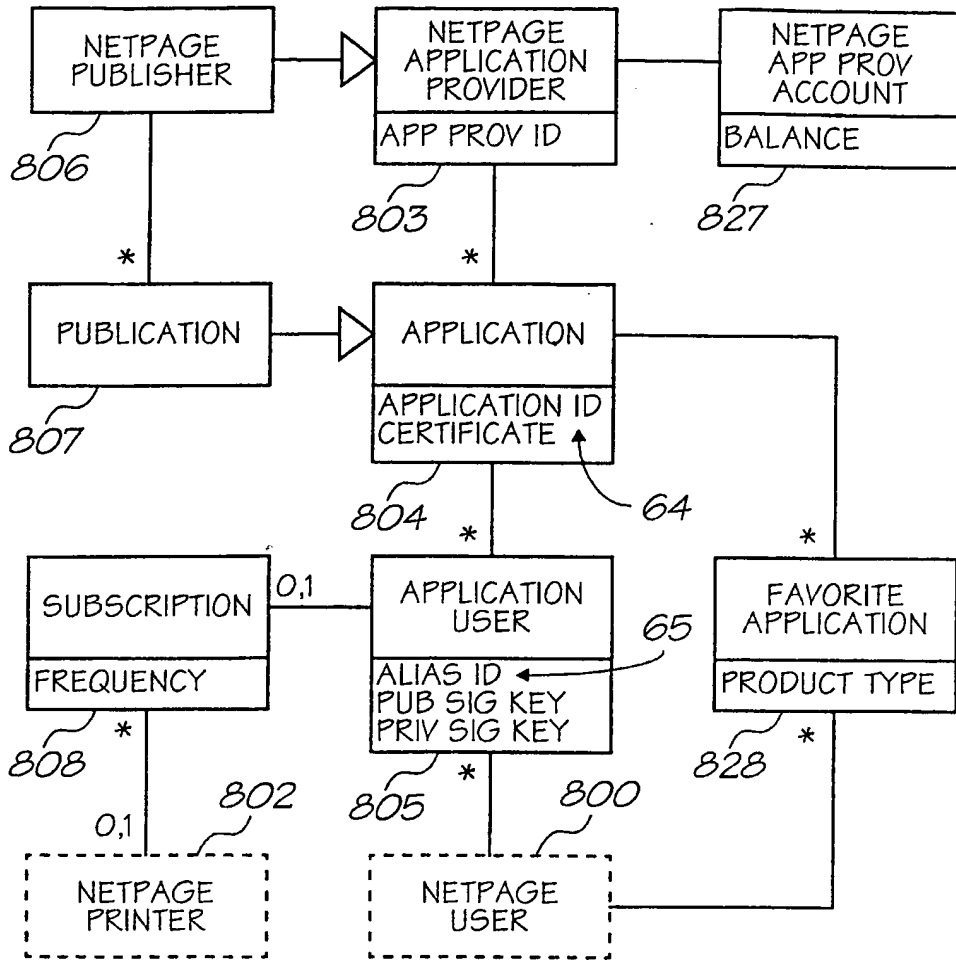 NETPAGE
PUBLISHER
NETPAGE
APPLICATION
PROVIDER
APP PROV ID
NETPAGE
APP PROV
ACCOUNT
BALANCE
806
803
827
*
*
PUBLICATION
APPLICATION
APPLICATION ID
CERTIFICATE
807
804
64
*
*
SUBSCRIPTION
FREQUENCY
0,1
APPLICATION
USER
ALIAS ID
PUB SIG KEY
PRIV SIG KEY
65
FAVORITE
APPLICATION
PRODUCT TYPE
808
*
805
*
828
*
802
800
0,1
NETPAGE
PRINTER
NETPAGE
USER